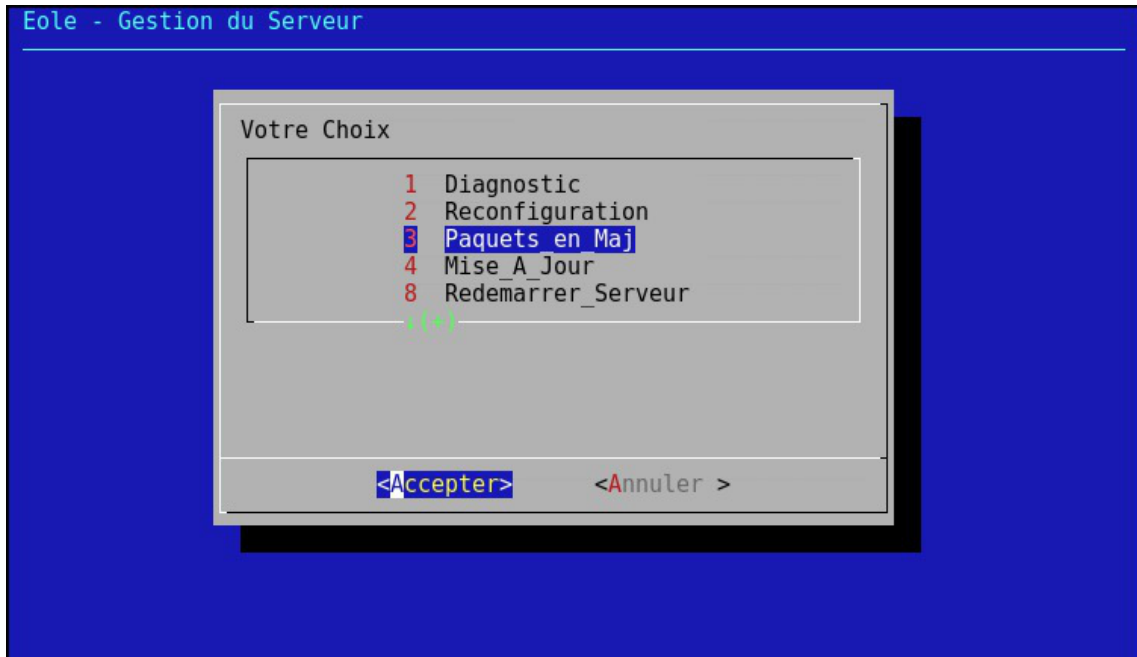 Eole - Gestion du Serveur
Votre Choix
1 Diagnostic
2 Reconfiguration
3 Paquets_en_Maj
4 Mise_A_Jour
8 Redemarrer_Serveur
↓(+)
<Accepter> <Annuler >